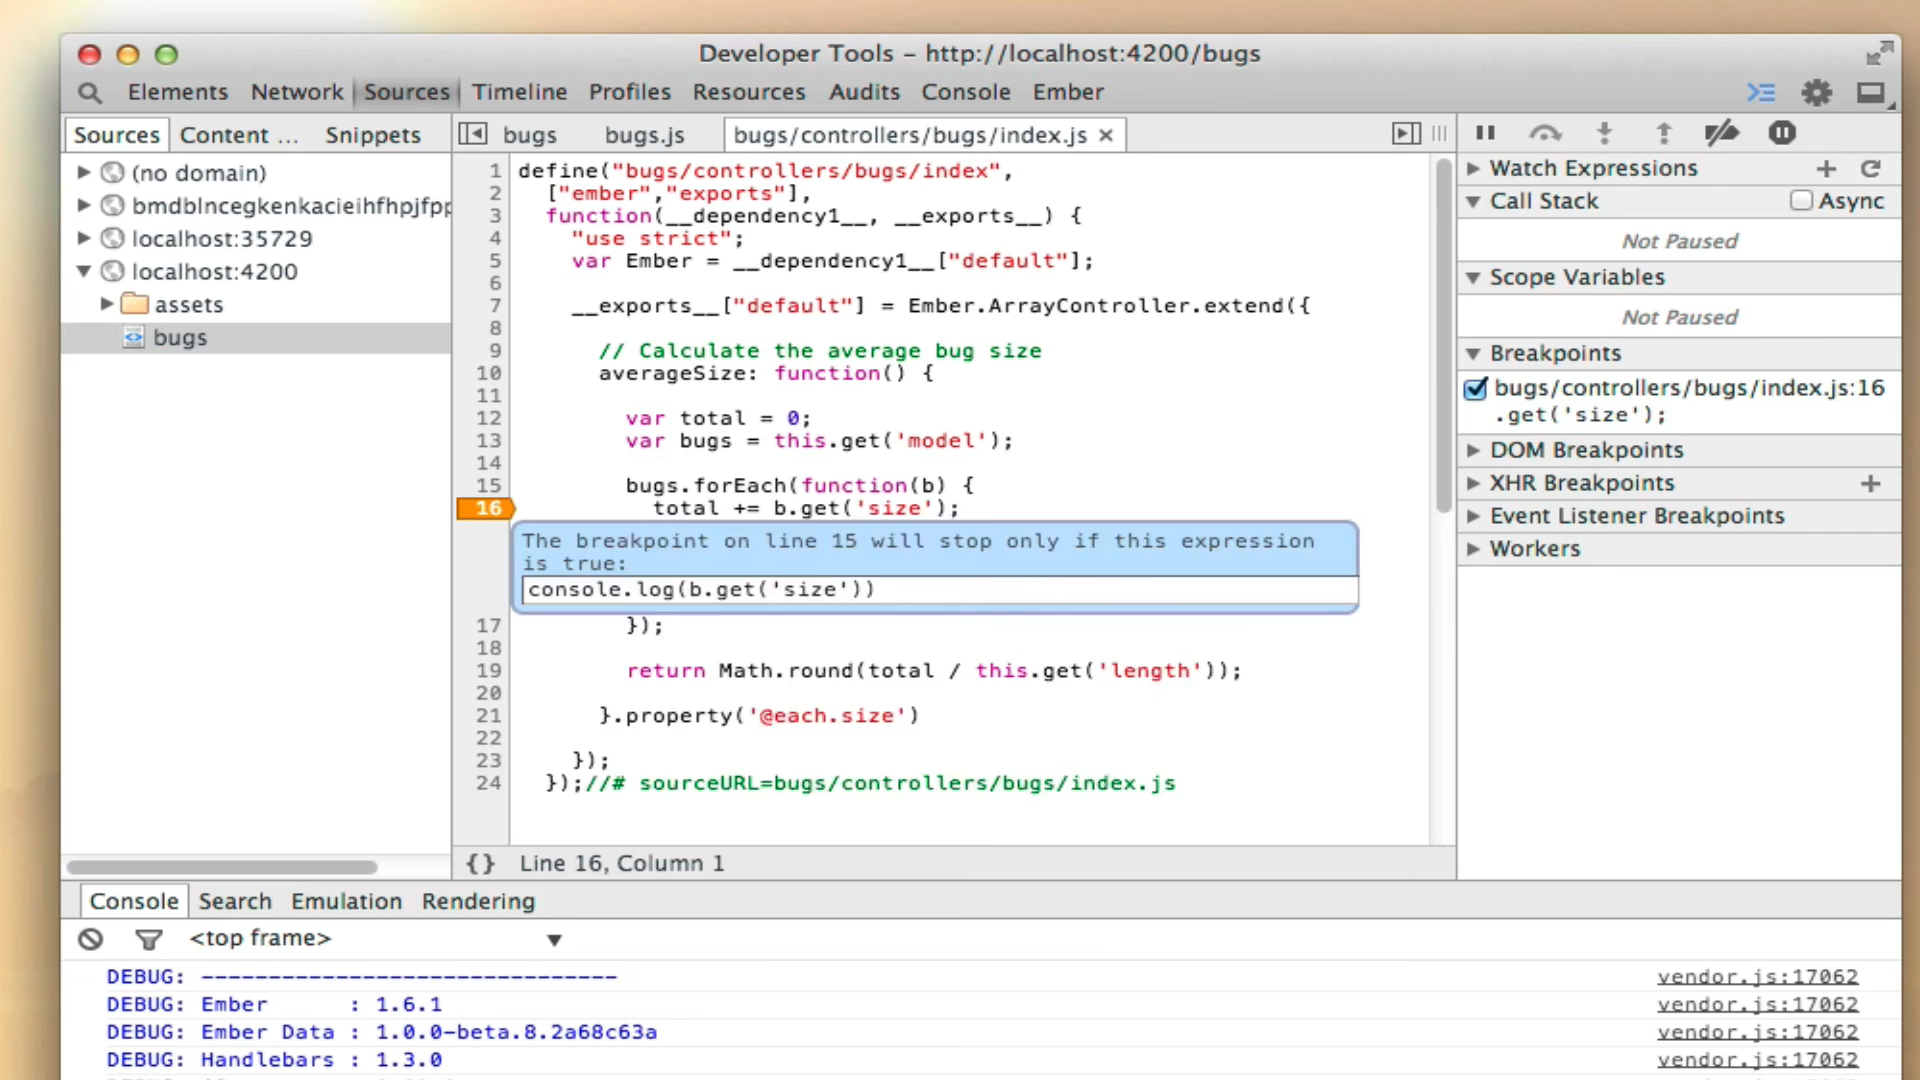 Developer Tools – http://localhost:4200/bugs
Elements Network Sources Timeline Profiles Resources Audits Console Ember
Sources Content ... Snippets
bugs bugs.js bugs/controllers/bugs/index.js ×
(no domain)
bmdblncegkenkacieihfhpjfpp
localhost:35729
localhost:4200
assets
bugs
1 define("bugs/controllers/bugs/index",
2 ["ember","exports"],
3 function(__dependency1__, __exports__) {
4 "use strict";
5 var Ember = __dependency1__["default"];
6
7 __exports__["default"] = Ember.ArrayController.extend({
8
9 // Calculate the average bug size
10 averageSize: function() {
11
12 var total = 0;
13 var bugs = this.get('model');
14
15 bugs.forEach(function(b) {
16 total += b.get('size');
The breakpoint on line 15 will stop only if this expression
is true:
console.log(b.get('size'))
17 });
18
19 return Math.round(total / this.get('length'));
20
21 }.property('@each.size')
22
23 });
24 });//# sourceURL=bugs/controllers/bugs/index.js
{} Line 16, Column 1
Watch Expressions
Call Stack Async
Not Paused
Scope Variables
Not Paused
Breakpoints
bugs/controllers/bugs/index.js:16
.get('size');
DOM Breakpoints
XHR Breakpoints
Event Listener Breakpoints
Workers
Console Search Emulation Rendering
<top frame>
DEBUG: ------------------------------- vendor.js:17062
DEBUG: Ember : 1.6.1 vendor.js:17062
DEBUG: Ember Data : 1.0.0-beta.8.2a68c63a vendor.js:17062
DEBUG: Handlebars : 1.3.0 vendor.js:17062